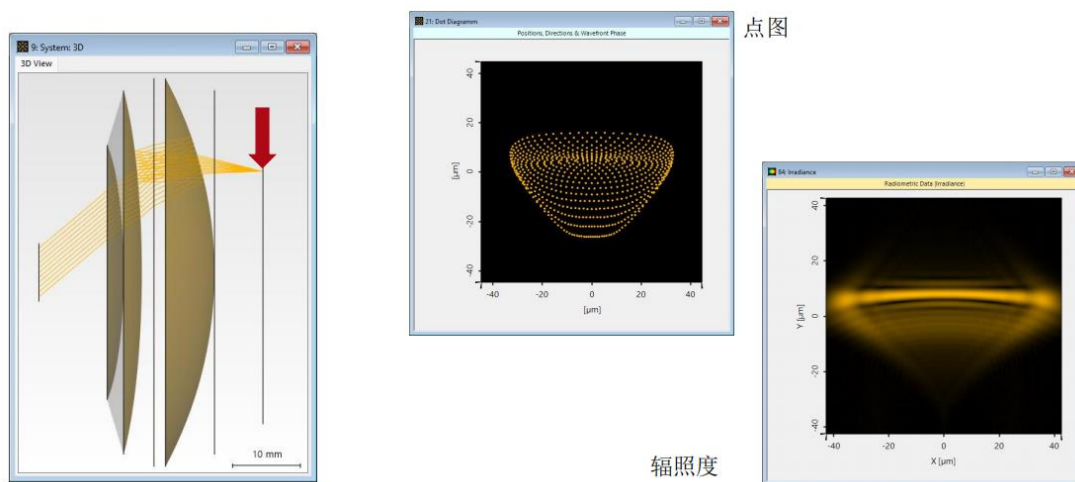 9: System: 3D
3D View
10 mm
21: Dot Diagramm
Positions, Directions & Wavefront Phase
点图
40
20
0
-20
-40
[µm]
-40 -20 0 20 40
[µm]
84: Irradiance
Radiometric Data (Irradiance)
40
20
0
-20
-40
Y [µm]
-40 -20 0 20 40
X [µm]
辐照度